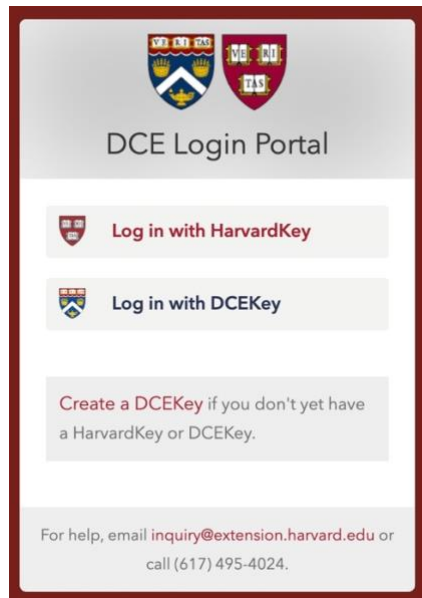 VE RI TAS
VE RI
TAS
DCE Login Portal
Log in with HarvardKey
Log in with DCEKey
Create a DCEKey if you don't yet have
a HarvardKey or DCEKey.
For help, email inquiry@extension.harvard.edu or
call (617) 495-4024.